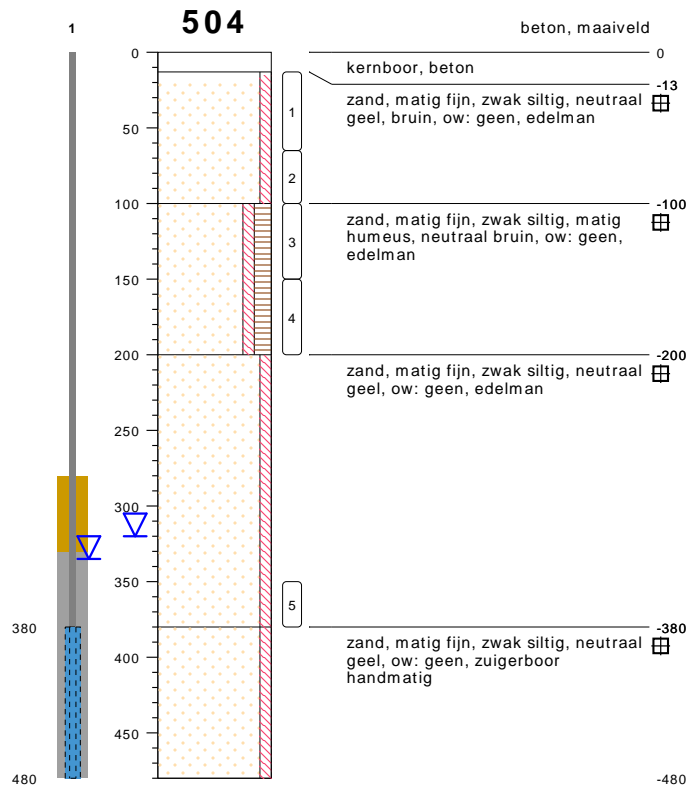 1
504
beton, maaiveld
0
0
kernboor, beton
-13
zand, matig fijn, zwak siltig, neutraal
geel, bruin, ow: geen, edelman
1
50
2
100
-100
zand, matig fijn, zwak siltig, matig
humeus, neutraal bruin, ow: geen,
edelman
3
150
4
200
-200
zand, matig fijn, zwak siltig, neutraal
geel, ow: geen, edelman
250
300
350
5
380
-380
zand, matig fijn, zwak siltig, neutraal
geel, ow: geen, zuigerboor
handmatig
400
450
480
-480